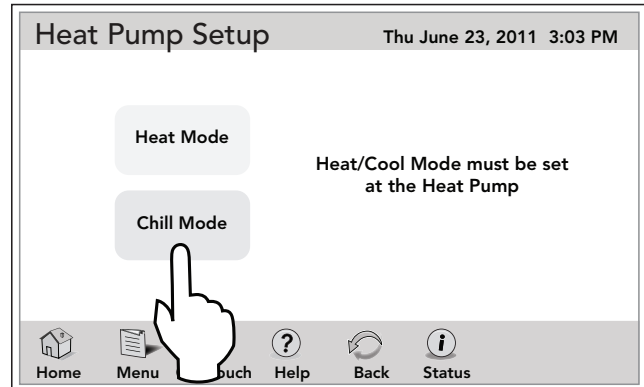 Heat Pump Setup
Thu June 23, 2011 3:03 PM
Heat Mode
Heat/Cool Mode must be set
at the Heat Pump
Chill Mode
?
i
Home
Menu
Help
Back
Status